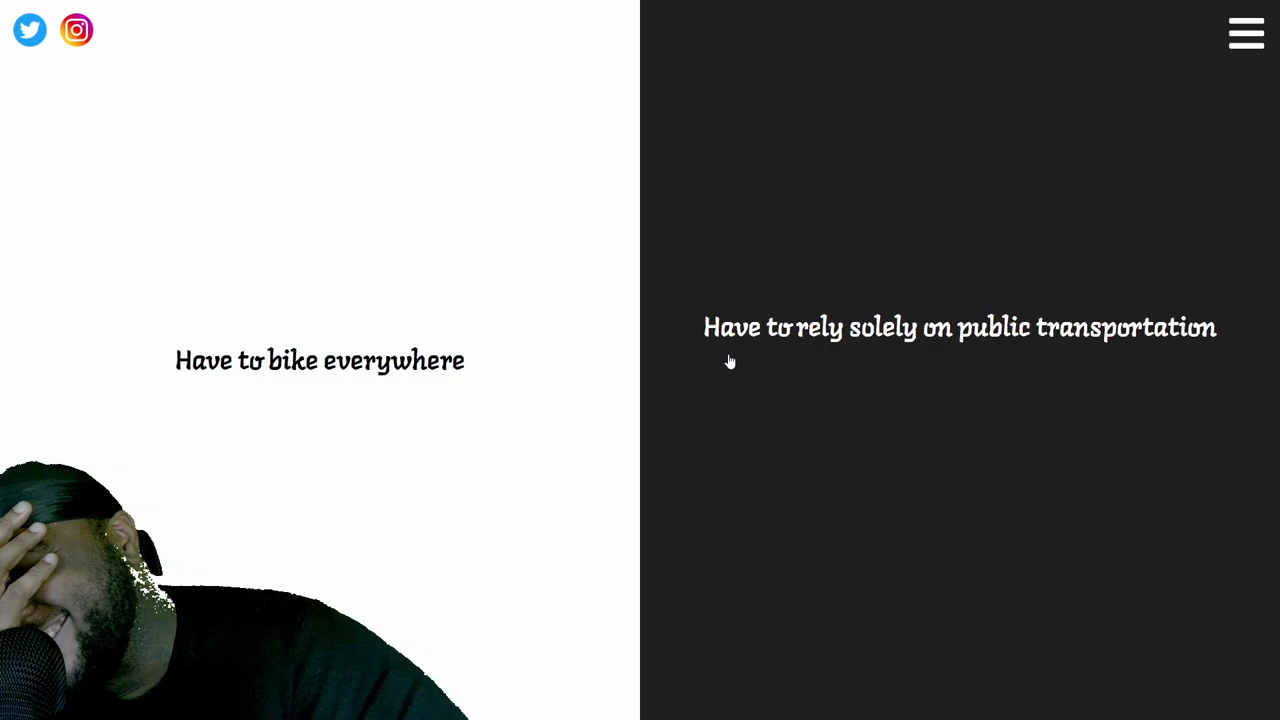 Have to bike everywhere
Have to rely solely on public transportation